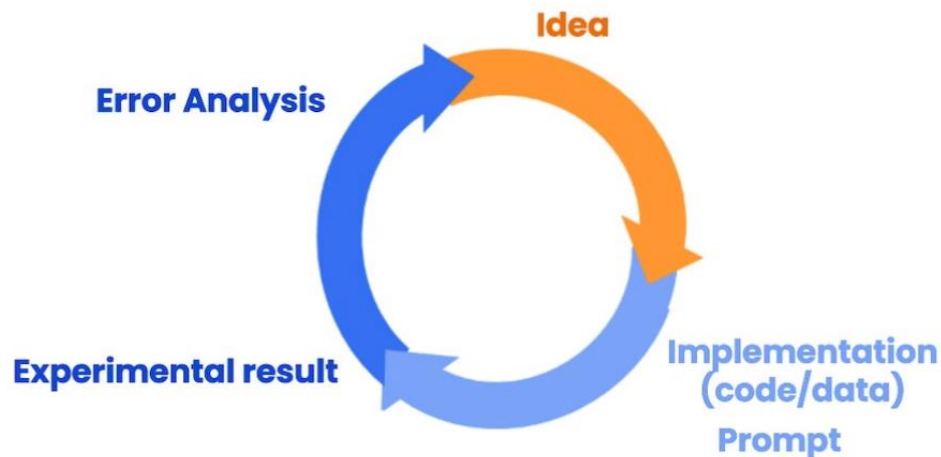 Idea
Error Analysis
Implementation
(code/data)
Prompt
Experimental result